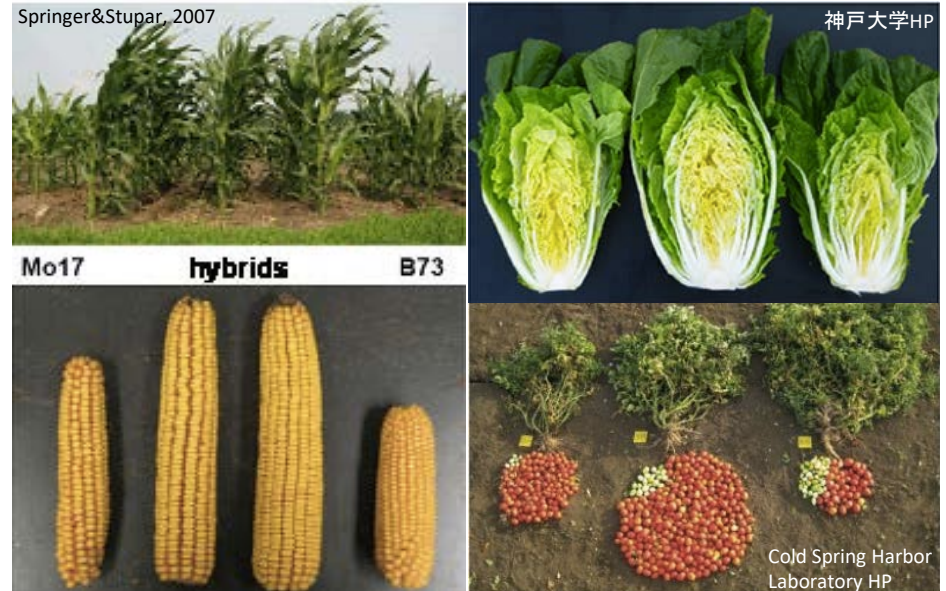 Springer&Stupar, 2007
神戸大学HP
Mo17
hybrids
B73
Cold Spring Harbor
Laboratory HP